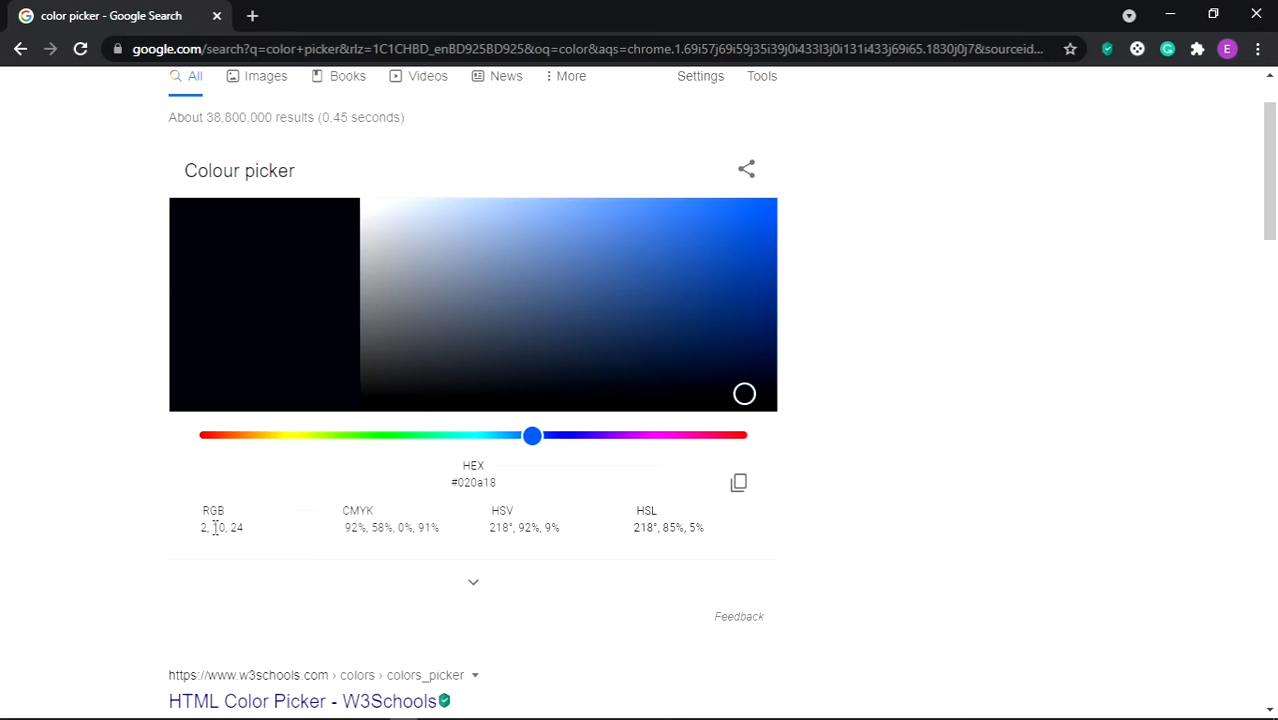 color picker - Google Search
google.com/search?q=color+picker&rlz=1C1CHBD_enBD925BD925&oq=color&aqs=chrome.1.69i57j69i59j35i39j0i433l3j0i131i433j69i65.1830j0j7&sourceid...
E
All Images Books Videos News More Settings Tools
About 38,800,000 results (0.45 seconds)
Colour picker
HEX
#020a18
RGB CMYK HSV HSL
2, 10, 24 92%, 58%, 0%, 91% 218°, 92%, 9% 218°, 85%, 5%
Feedback
https://www.w3schools.com › colors › colors_picker
HTML Color Picker - W3Schools